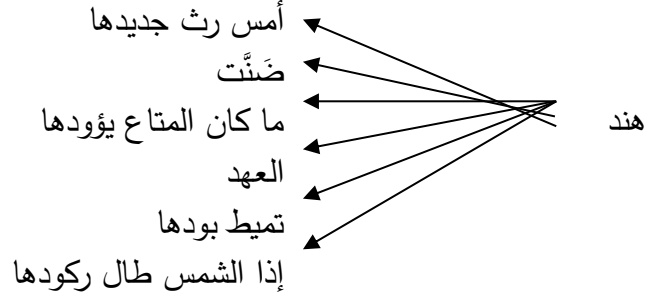 أمس رث جديدها
ضَنَّت
ما كان المتاع يؤودها
هند
العهد
تميط بودها
إذا الشمس طال ركودها